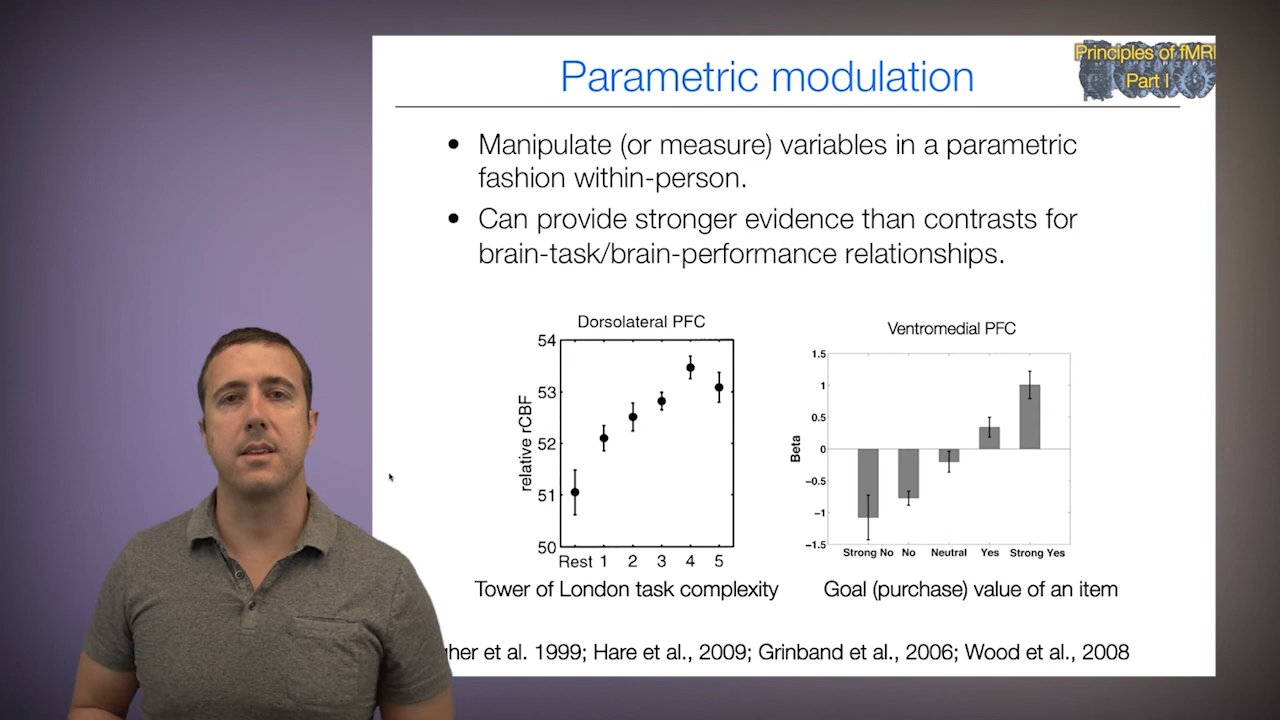 Parametric modulation
Principles of fMRI
Part I
• Manipulate (or measure) variables in a parametric
fashion within-person.
• Can provide stronger evidence than contrasts for
brain-task/brain-performance relationships.
Dorsolateral PFC
54
53
52
51
50
relative rCBF
Rest 1 2 3 4 5
Tower of London task complexity
Ventromedial PFC
1.5
1
0.5
0
−0.5
−1
−1.5
Beta
Strong No No Neutral Yes Strong Yes
Goal (purchase) value of an item
et al. 1999; Hare et al., 2009; Grinband et al., 2006; Wood et al., 2008